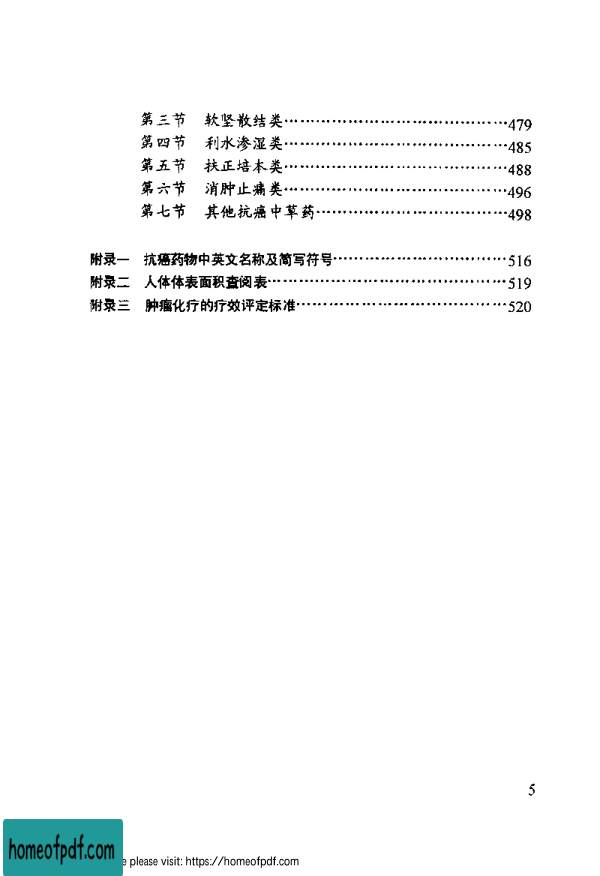 第三节 软坚散结类……………………………………479
第四节 利水渗湿类……………………………………485
第五节 扶正培本类……………………………………488
第六节 消肿止痛类……………………………………496
第七节 其他抗癌中草药………………………………498
附录一 抗癌药物中英文名称及简写符号……………………………516
附录二 人体体表面积查阅表………………………………………519
附录三 肿瘤化疗的疗效评定标准…………………………………520
5
homeofpdf.com
e please visit: https://homeofpdf.com